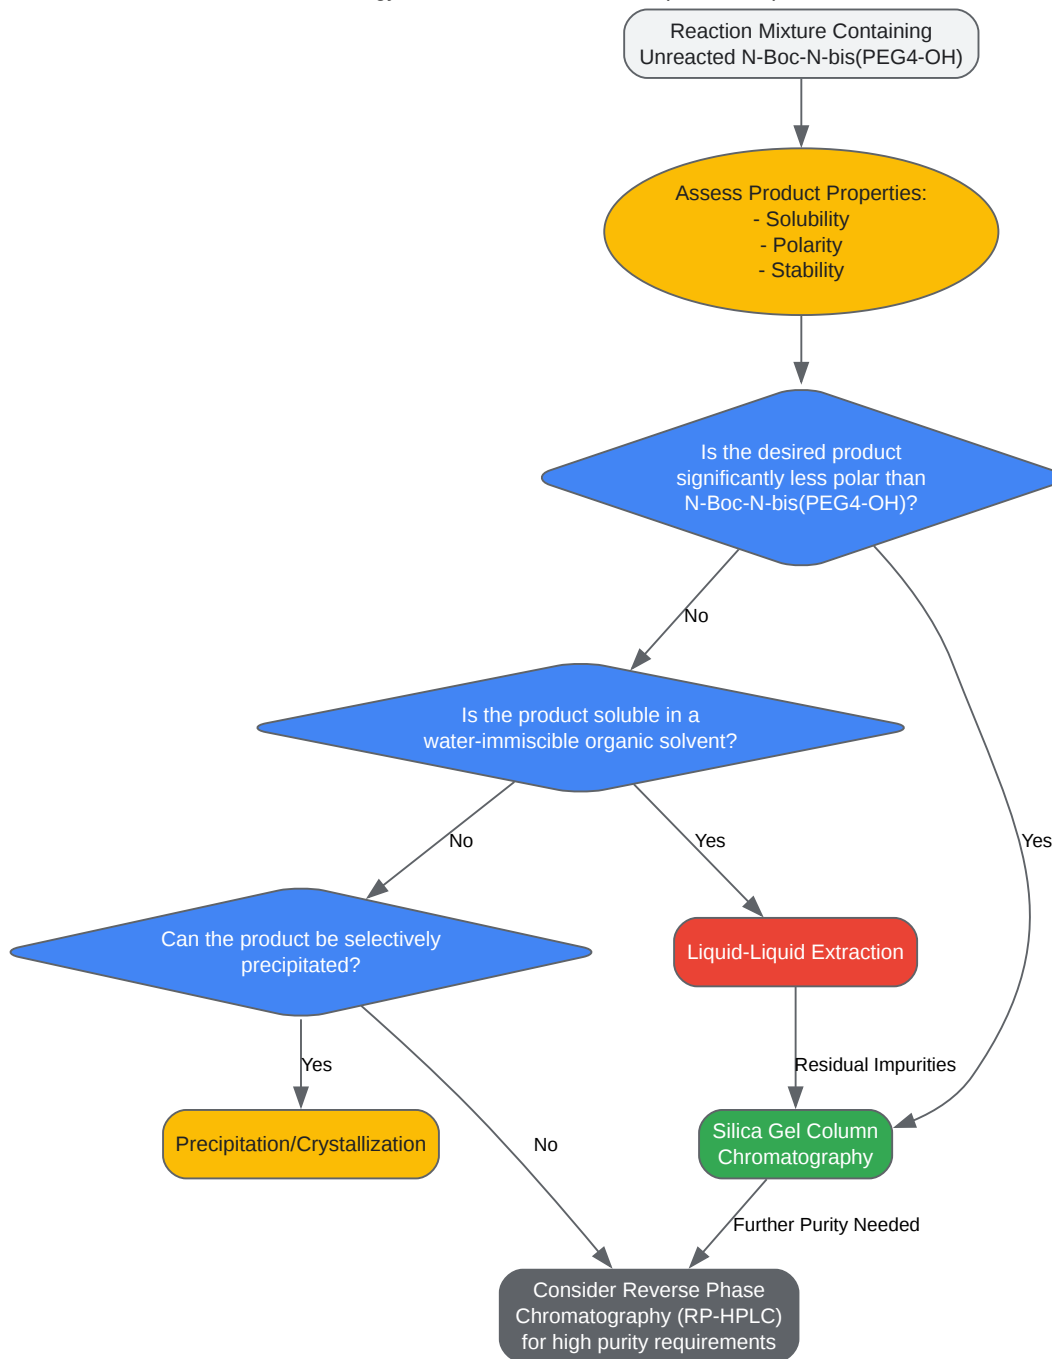 Reaction Mixture Containing
Unreacted N-Boc-N-bis(PEG4-OH)
Assess Product Properties:
- Solubility
- Polarity
- Stability
Is the desired product
significantly less polar than
N-Boc-N-bis(PEG4-OH)?
No
Is the product soluble in a
water-immiscible organic solvent?
No
Yes
Yes
Can the product be selectively
precipitated?
Liquid-Liquid Extraction
Yes
Residual Impurities
Precipitation/Crystallization
No
Silica Gel Column
Chromatography
Further Purity Needed
Consider Reverse Phase
Chromatography (RP-HPLC)
for high purity requirements